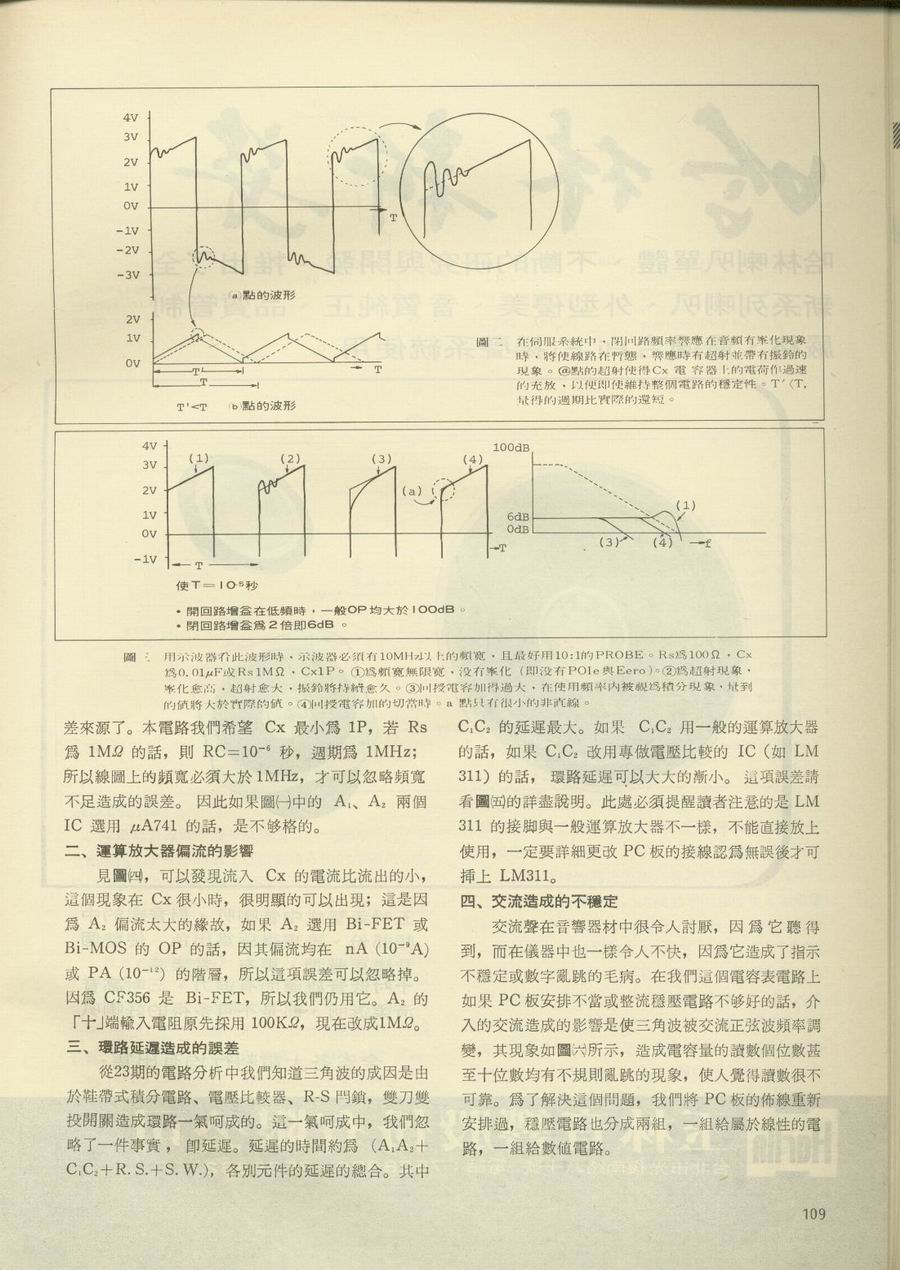 4V
3V
2V
1V
0V
-1V
-2V
-3V
T
ⓐ點的波形
2V
1V
0V
T'
T
T
T'<T
ⓑ點的波形
圖二 在伺服系統中，閉回路頻率響應在音頻有峯化現象
時，將使線路在暫態、響應時有超射並帶有振鈴的
現象。@點的超射使得Cx 電容器上的電荷作過速
的充放，以便即使維持整個電路的穩定性。T'<T,
量得的週期比實際的還短。
4V
3V
2V
1V
0V
-1V
(1)
(2)
(3)
(4)
(a)
T
T
100dB
6dB
0dB
(1)
(3)
(4)
f
使T＝10⁻⁵秒
• 開回路增益在低頻時，一般OP均大於100dB。
• 閉回路增益爲2倍即6dB。
圖三 用示波器看此波形時，示波器必須有10MHz以上的頻寬，且最好用10:1的PROBE。Rs爲100Ω，Cx
爲0.01μF或Rs1MΩ，Cx1P。①爲頻寬無限寬，没有峯化（即没有POle與Eero）。②爲超射現象，
峯化愈高，超射愈大，振鈴將持續愈久。③回授電容加得過大，在使用頻率内被視爲積分現象，量到
的値將大於實際的値。④回授電容加的切當時。a 點只有很小的非直線。
差來源了。本電路我們希望 Cx 最小爲 1P，若 Rs
爲 1MΩ 的話，則 RC=10⁻⁶ 秒，週期爲 1MHz；
所以線圖上的頻寬必須大於 1MHz，才可以忽略頻寬
不足造成的誤差。 因此如果圖㈠中的 A₁、A₂ 兩個
IC 選用 μA741 的話，是不够格的。
二、運算放大器偏流的影響
見圖㈣，可以發現流入 Cx 的電流比流出的小，
這個現象在 Cx 很小時，很明顯的可以出現；這是因
爲 A₂ 偏流太大的緣故，如果 A₂ 選用 Bi-FET 或
Bi-MOS 的 OP 的話，因其偏流均在 nA (10⁻⁹A)
或 PA (10⁻¹²) 的階層，所以這項誤差可以忽略掉。
因爲 CF356 是 Bi-FET，所以我們仍用它。A₂ 的
「十」端輸入電阻原先採用 100KΩ，現在改成1MΩ。
三、環路延遲造成的誤差
從23期的電路分析中我們知道三角波的成因是由
於鞋帶式積分電路、電壓比較器、R-S 閂鎖，雙刀雙
投開關造成環路一氣呵成的。這一氣呵成中，我們忽
略了一件事實，卽延遲。延遲的時間約爲 (A₁A₂+
C₁C₂+R.S.+S.W.)，各別元件的延遲的總合。其中
C₁C₂ 的延遲最大。如果 C₁C₂ 用一般的運算放大器
的話，如果 C₁C₂ 改用專做電壓比較的 IC（如 LM
311）的話， 環路延遲可以大大的漸小。 這項誤差請
看圖㈤的詳盡說明。此處必須提醒讀者注意的是 LM
311 的接脚與一般運算放大器不一樣，不能直接放上
使用，一定要詳細更改 PC 板的接線認爲無誤後才可
揷上 LM311。
四、交流造成的不穩定
交流聲在音響器材中很令人討厭，因爲它聽得
到，而在儀器中也一樣令人不快，因爲它造成了指示
不穩定或數字亂跳的毛病。在我們這個電容表電路上
如果 PC 板安排不當或整流穩壓電路不够好的話，介
入的交流造成的影響是使三角波被交流正弦波頻率調
變，其現象如圖㈥所示，造成電容量的讀數個位數甚
至十位數均有不規則亂跳的現象，使人覺得讀數很不
可靠。爲了解決這個問題，我們將 PC 板的佈線重新
安排過，穩壓電路也分成兩組，一組給屬於線性的電
路，一組給數値電路。
109